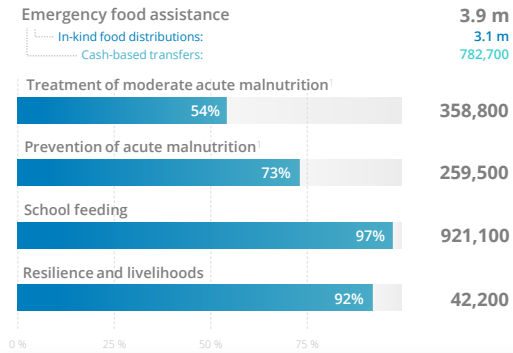 Emergency food assistance 3.9 m
In-kind food distributions: 3.1 m
Cash-based transfers: 782,700
Treatment of moderate acute malnutrition¹
54% 358,800
Prevention of acute malnutrition¹
73% 259,500
School feeding
97% 921,100
Resilience and livelihoods
92% 42,200
0 % 25 % 50 % 75 %